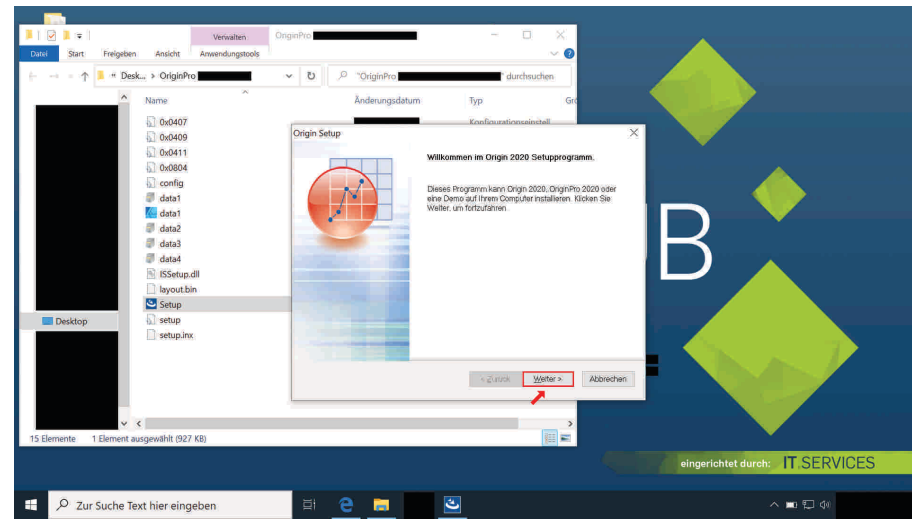 Verwalten
OriginPro
Datei Start Freigeben Ansicht Anwendungstools
« Desk... › OriginPro
"OriginPro " durchsuchen
Name Änderungsdatum Typ
0x0407 Konfigurationseinstell
0x0409
0x0411
0x0804
config
data1
data1
data2
data3
data4
ISSetup.dll
layout.bin
Setup
setup
setup.inx
Desktop
15 Elemente 1 Element ausgewählt (927 KB)
Origin Setup
Willkommen im Origin 2020 Setupprogramm.
Dieses Programm kann Origin 2020, OriginPro 2020 oder
eine Demo auf Ihrem Computer installieren. Klicken Sie
Weiter, um fortzufahren.
< Zurück Weiter > Abbrechen
B
eingerichtet durch: IT.SERVICES
Zur Suche Text hier eingeben